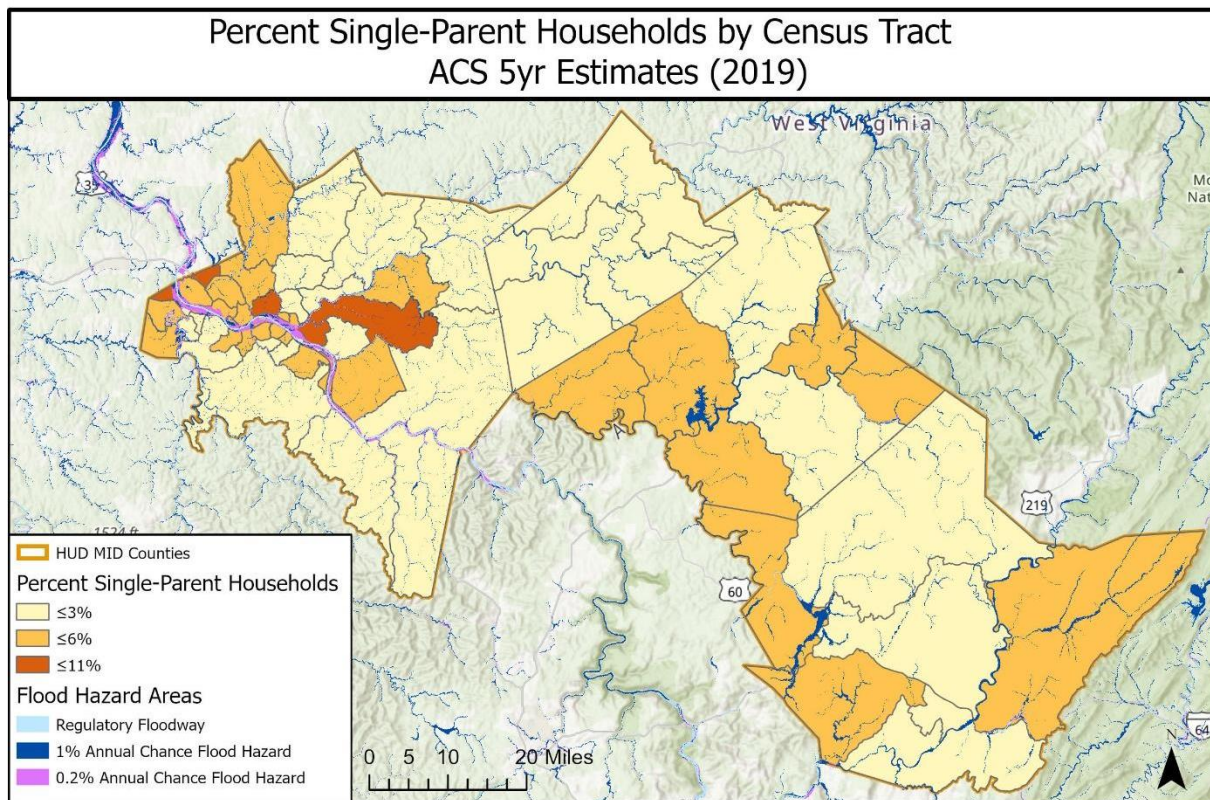 Percent Single-Parent Households by Census Tract
ACS 5yr Estimates (2019)
West Virginia
Mo
Nat
35
219
60
64
1524 ft
HUD MID Counties
Percent Single-Parent Households
≤3%
≤6%
≤11%
Flood Hazard Areas
Regulatory Floodway
1% Annual Chance Flood Hazard
0.2% Annual Chance Flood Hazard
0 10 20 Miles
N